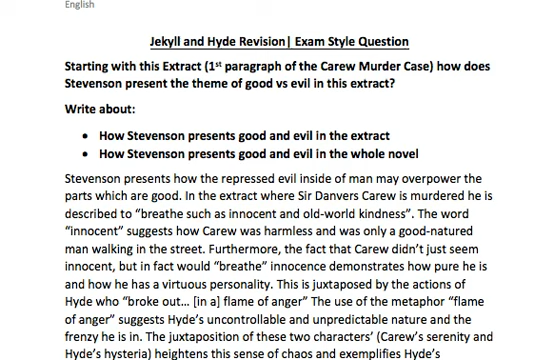 English
Jekyll and Hyde Revision| Exam Style Question
Starting with this Extract (1st paragraph of the Carew Murder Case) how does
Stevenson present the theme of good vs evil in this extract?
Write about:
• How Stevenson presents good and evil in the extract
• How Stevenson presents good and evil in the whole novel
Stevenson presents how the repressed evil inside of man may overpower the
parts which are good. In the extract where Sir Danvers Carew is murdered he is
described to “breathe such as innocent and old-world kindness”. The word
“innocent” suggests how Carew was harmless and was only a good-natured
man walking in the street. Furthermore, the fact that Carew didn’t just seem
innocent, but in fact would “breathe” innocence demonstrates how pure he is
and how he has a virtuous personality. This is juxtaposed by the actions of
Hyde who “broke out… [in a] flame of anger” The use of the metaphor “flame
of anger” suggests Hyde’s uncontrollable and unpredictable nature and the
frenzy he is in. The juxtaposition of these two characters’ (Carew’s serenity and
Hyde’s hysteria) heightens this sense of chaos and exemplifies Hyde’s